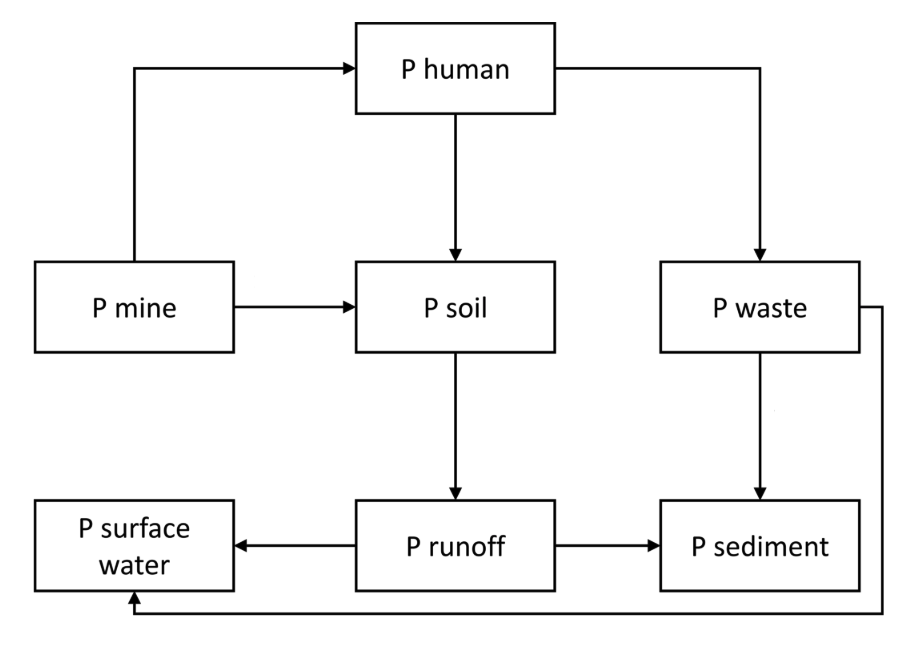 P human
P mine
P soil
P waste
P surface
water
P runoff
P sediment